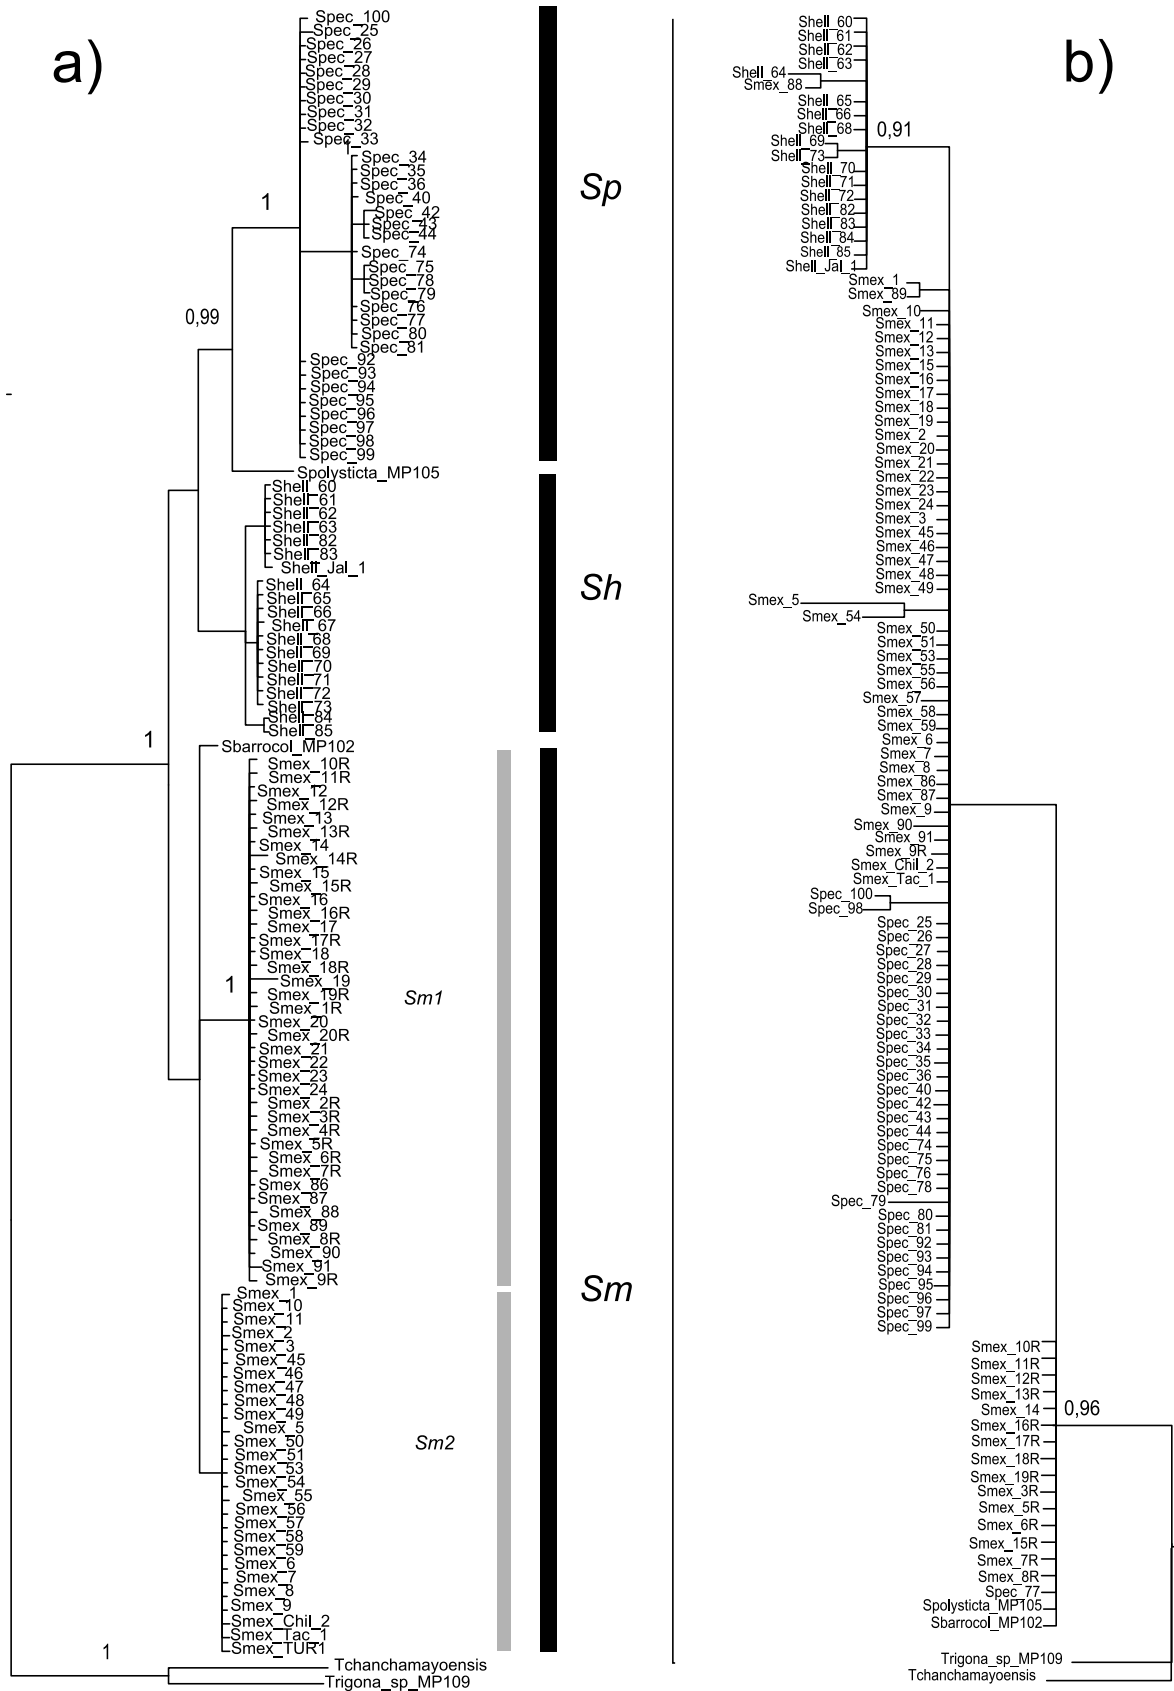 a)
Spec_100
Spec_25
Spec_26
Spec_27
Spec_28
Spec_29
Spec_30
Spec_31
Spec_32
Spec_33
1
Spec_34
Spec_35
Spec_36
Spec_40
Spec_42
Spec_43
Spec_44
Spec_74
Spec_75
Spec_78
Spec_79
Spec_76
Spec_77
Spec_80
Spec_81
Spec_92
Spec_93
Spec_94
Spec_95
Spec_96
Spec_97
Spec_98
Spec_99
0,99
Spolysticta_MP105
Shell_60
Shell_61
Shell_62
Shell_63
Shell_82
Shell_83
Shell_Jal_1
Shell_64
Shell_65
Shell_66
Shell_67
Shell_68
Shell_69
Shell_70
Shell_71
Shell_72
Shell_73
Shell_84
Shell_85
1
Sbarrocol_MP102
Smex_10R
Smex_11R
Smex_12
Smex_12R
Smex_13
Smex_13R
Smex_14
Smex_14R
Smex_15
Smex_15R
Smex_16
Smex_16R
Smex_17
Smex_17R
Smex_18
Smex_18R
1
Smex_19
Smex_19R
Smex_1R
Smex_20
Smex_20R
Smex_21
Smex_22
Smex_23
Smex_24
Smex_2R
Smex_3R
Smex_4R
Smex_5R
Smex_6R
Smex_7R
Smex_86
Smex_87
Smex_88
Smex_89
Smex_8R
Smex_90
Smex_91
Smex_9R
Smex_1
Smex_10
Smex_11
Smex_2
Smex_3
Smex_45
Smex_46
Smex_47
Smex_48
Smex_49
Smex_5
Smex_50
Smex_51
Smex_53
Smex_54
Smex_55
Smex_56
Smex_57
Smex_58
Smex_59
Smex_6
Smex_7
Smex_8
Smex_9
Smex_Chil_2
Smex_Tac_1
Smex_TUR1
1
Tchanchamayoensis
Trigona_sp_MP109
Sp
Sh
Sm1
Sm
Sm2
b)
Shell_60
Shell_61
Shell_62
Shell_63
Shell_64
Smex_88
Shell_65
Shell_66
Shell_68
0,91
Shell_69
Shell_73
Shell_70
Shell_71
Shell_72
Shell_82
Shell_83
Shell_84
Shell_85
Shell_Jal_1
Smex_1
Smex_89
Smex_10
Smex_11
Smex_12
Smex_13
Smex_15
Smex_16
Smex_17
Smex_18
Smex_19
Smex_2
Smex_20
Smex_21
Smex_22
Smex_23
Smex_24
Smex_3
Smex_45
Smex_46
Smex_47
Smex_48
Smex_49
Smex_5
Smex_54
Smex_50
Smex_51
Smex_53
Smex_55
Smex_56
Smex_57
Smex_58
Smex_59
Smex_6
Smex_7
Smex_8
Smex_86
Smex_87
Smex_9
Smex_90
Smex_91
Smex_9R
Smex_Chil_2
Smex_Tac_1
Spec_100
Spec_98
Spec_25
Spec_26
Spec_27
Spec_28
Spec_29
Spec_30
Spec_31
Spec_32
Spec_33
Spec_34
Spec_35
Spec_36
Spec_40
Spec_42
Spec_43
Spec_44
Spec_74
Spec_75
Spec_76
Spec_78
Spec_79
Spec_80
Spec_81
Spec_92
Spec_93
Spec_94
Spec_95
Spec_96
Spec_97
Spec_99
Smex_10R
Smex_11R
Smex_12R
Smex_13R
Smex_14
0,96
Smex_16R
Smex_17R
Smex_18R
Smex_19R
Smex_3R
Smex_5R
Smex_6R
Smex_15R
Smex_7R
Smex_8R
Spec_77
Spolysticta_MP105
Sbarrocol_MP102
Trigona_sp_MP109
Tchanchamayoensis